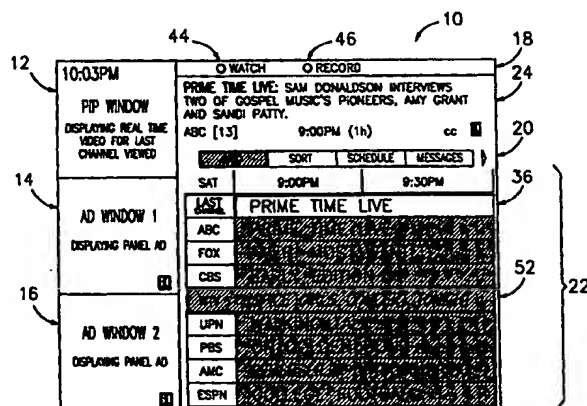 44
46
10
12
18
24
10:03PM
WATCH
RECORD
PRIME TIME LIVE: SAM DONALDSON INTERVIEWS
TWO OF GOSPEL MUSIC'S PIONEERS, AMY GRANT
AND SANDI PATTY.
ABC [13] 9:00PM (1h) cc
PIP WINDOW
DISPLAYING REAL TIME
VIDEO FOR LAST
CHANNEL VIEWED
SORT SCHEDULE MESSAGES
20
14
SAT 9:00PM 9:30PM
36
LAST
PRIME TIME LIVE
AD WINDOW 1
DISPLAYING PANEL AD
ABC
FOX
CBS
52
22
16
AD WINDOW 2
DISPLAYING PANEL AD
UPN
PBS
AMC
ESPN